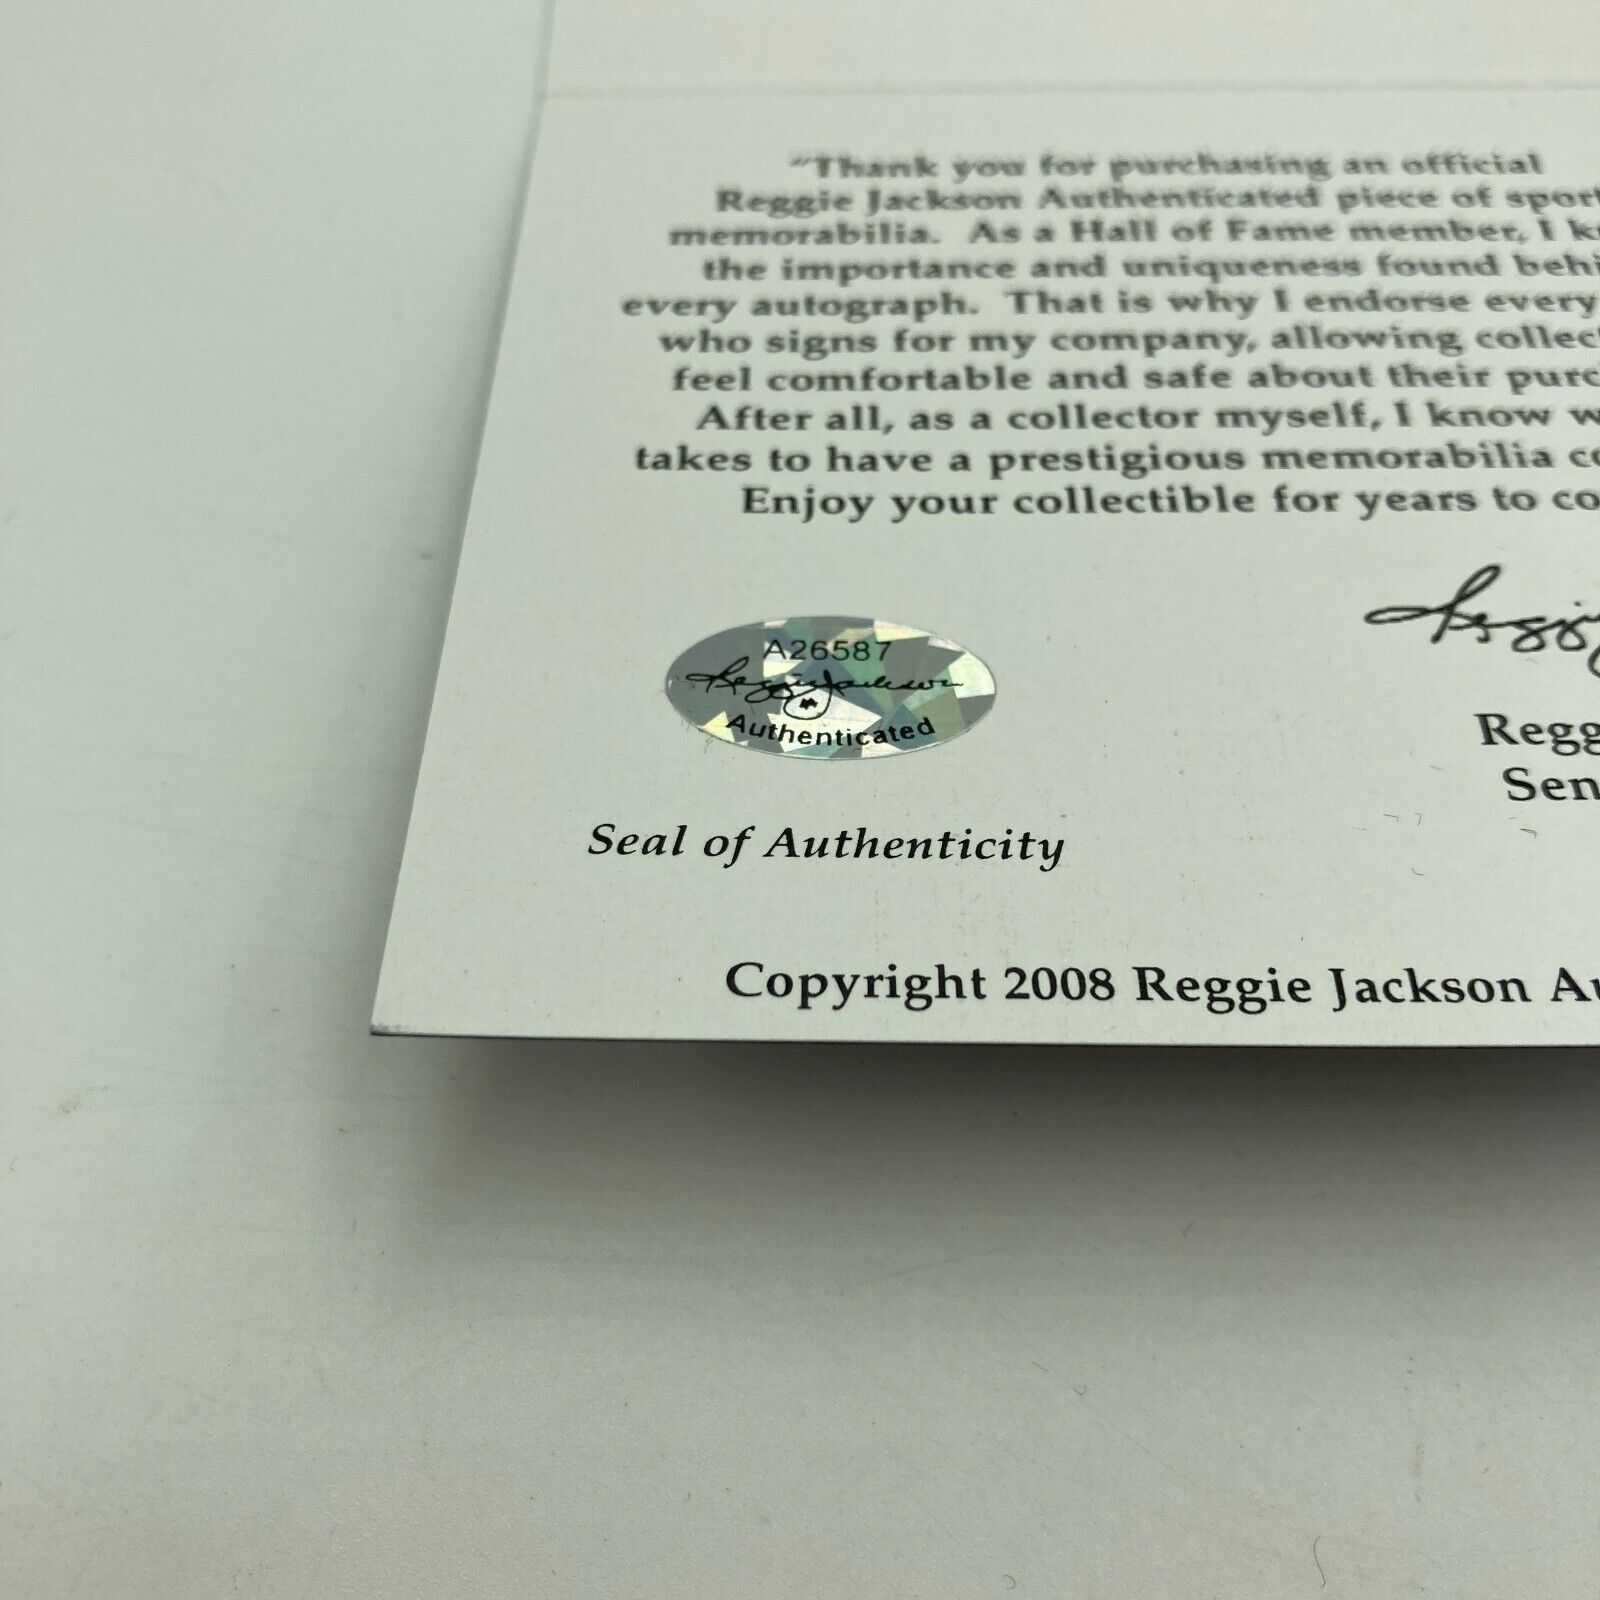 "Thank you for purchasing an official
Reggie Jackson Authenticated piece of sport
memorabilia. As a Hall of Fame member, I
the importance and uniqueness found
every autograph. That is why I endorse every
who signs for my company, allowing
feel comfortable and safe about their
After all, as a collector myself, I know
takes to have a prestigious memorabilia
Enjoy your collectible for years to
A26587
Reggie Jackson
Authenticated
Seal of Authenticity
Copyright 2008 Reggie Jackson